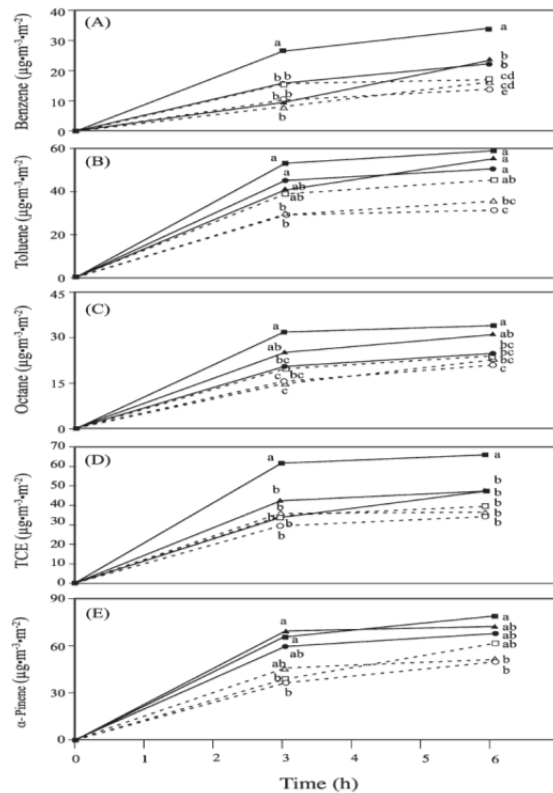 (A)
Benzene (µg•m⁻³•m⁻²)
40
30
20
10
0
a
a
b
b
b
b
b
b
b
cd
cd
e
(B)
Toluene (µg•m⁻³•m⁻²)
60
40
20
0
a
a
a
ab
ab
b
b
a
a
a
ab
bc
c
(C)
Octane (µg•m⁻³•m⁻²)
45
30
15
0
a
ab
bc
bc
c
c
a
ab
bc
bc
bc
c
(D)
TCE (µg•m⁻³•m⁻²)
70
60
50
40
30
20
10
0
a
b
b
b
b
b
a
b
b
b
b
b
(E)
α-Pinene (µg•m⁻³•m⁻²)
90
60
30
0
a
a
ab
ab
b
b
a
ab
ab
ab
b
b
0 1 2 3 4 5 6
Time (h)